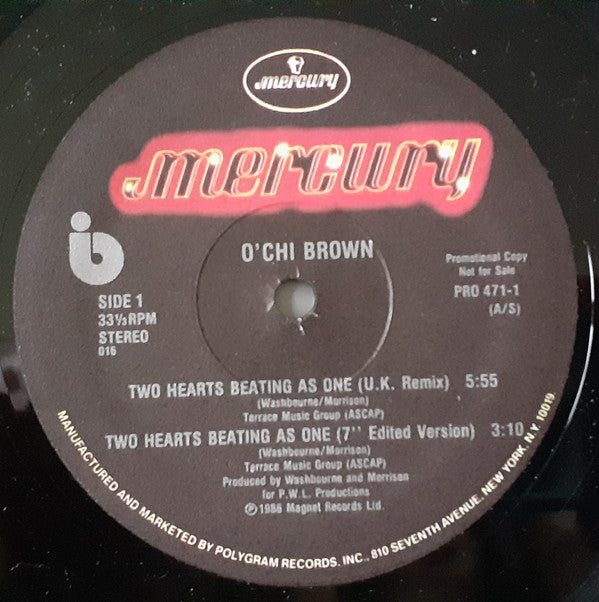 mercury
mercury
O'CHI BROWN
Promotional Copy
Not for Sale
PRO 471-1
(A/S)
ib
SIDE 1
33⅓ RPM
STEREO
016
TWO HEARTS BEATING AS ONE (U.K. Remix) 5:55
(Washbourne/Morrison)
Terrace Music Group (ASCAP)
TWO HEARTS BEATING AS ONE (7'' Edited Version) 3:10
(Washbourne/Morrison)
Terrace Music Group (ASCAP)
Produced by Washbourne and Morrison
for P.W.L. Productions
℗ 1986 Magnet Records Ltd.
MANUFACTURED AND MARKETED BY POLYGRAM RECORDS, INC., 810 SEVENTH AVENUE, NEW YORK, N.Y. 10019